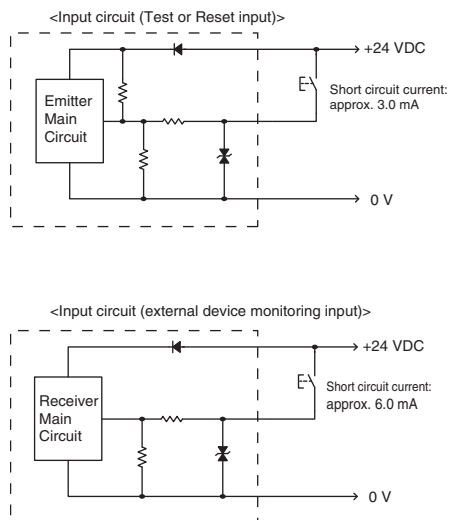 <Input circuit (Test or Reset input)>
+24 VDC
Emitter
Main
Circuit
Short circuit current:
approx. 3.0 mA
0 V
<Input circuit (external device monitoring input)>
+24 VDC
Receiver
Main
Circuit
Short circuit current:
approx. 6.0 mA
0 V